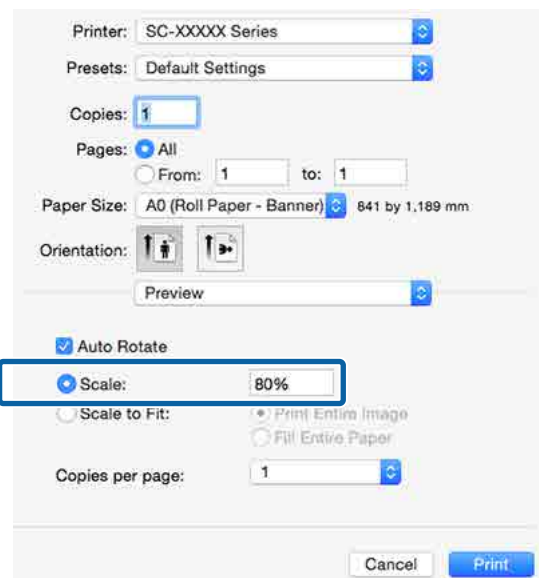 Printer: SC-XXXXX Series
Presets: Default Settings
Copies: 1
Pages: All
From: 1 to: 1
Paper Size: A0 (Roll Paper - Banner) 841 by 1,189 mm
Orientation:
Preview
Auto Rotate
Scale: 80%
Scale to Fit: Print Entire Image
Fill Entire Paper
Copies per page: 1
Cancel Print